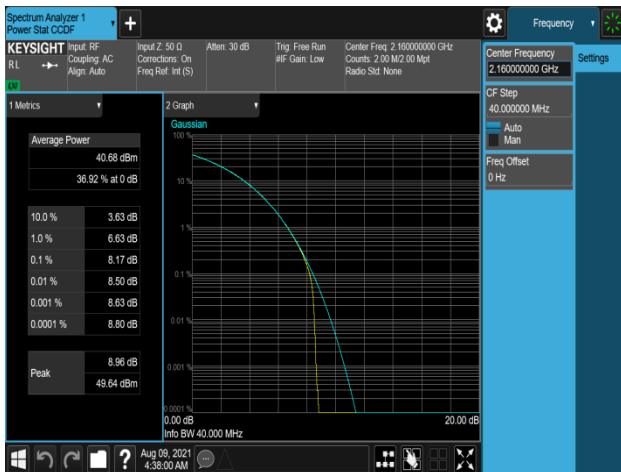 Spectrum Analyzer 1
Power Stat CCDF
+
Frequency
KEYSIGHT
RL
Input: RF
Coupling: AC
Align: Auto
Input Z: 50 Ω
Corrections: On
Freq Ref: Int (S)
Atten: 30 dB
Trig: Free Run
#IF Gain: Low
Center Freq: 2.160000000 GHz
Counts: 2.00 M/2.00 Mpt
Radio Std: None
Center Frequency
2.160000000 GHz
Settings
CF Step
40.000000 MHz
Auto
Man
Freq Offset
0 Hz
1 Metrics
Average Power
40.68 dBm
36.92 % at 0 dB
10.0 % 3.63 dB
1.0 % 6.63 dB
0.1 % 8.17 dB
0.01 % 8.50 dB
0.001 % 8.63 dB
0.0001 % 8.80 dB
Peak
8.96 dB
49.64 dBm
2 Graph
Gaussian
100 %
10 %
1 %
0.1 %
0.01 %
0.001 %
0.0001 %
0.00 dB 20.00 dB
Info BW 40.000 MHz
?
Aug 09, 2021
4:38:00 AM